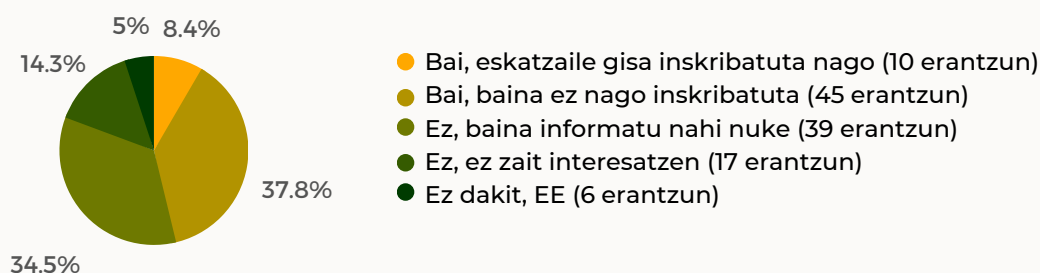 5% 8.4%
14.3%
37.8%
34.5%
Bai, eskatzaile gisa inskribatuta nago (10 erantzun)
Bai, baina ez nago inskribatuta (45 erantzun)
Ez, baina informatu nahi nuke (39 erantzun)
Ez, ez zait interesatzen (17 erantzun)
Ez dakit, EE (6 erantzun)